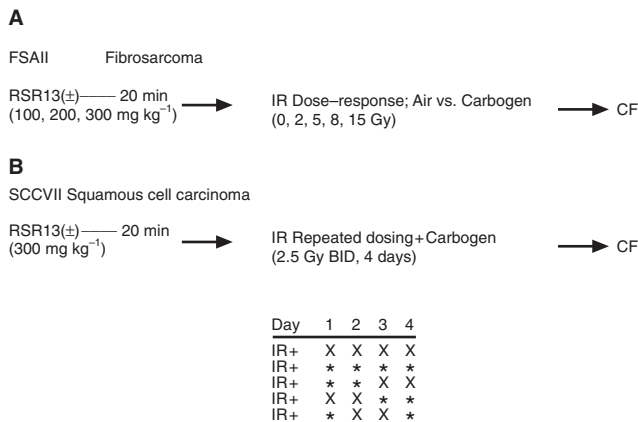 A
FSAII Fibrosarcoma
RSR13(±)—— 20 min
(100, 200, 300 mg kg⁻¹)
IR Dose–response; Air vs. Carbogen
(0, 2, 5, 8, 15 Gy)
CF
B
SCCVII Squamous cell carcinoma
RSR13(±)—— 20 min
(300 mg kg⁻¹)
IR Repeated dosing+Carbogen
(2.5 Gy BID, 4 days)
CF
Day 1 2 3 4
IR+ X X X X
IR+ * * * *
IR+ * * X X
IR+ X X * *
IR+ * X X *